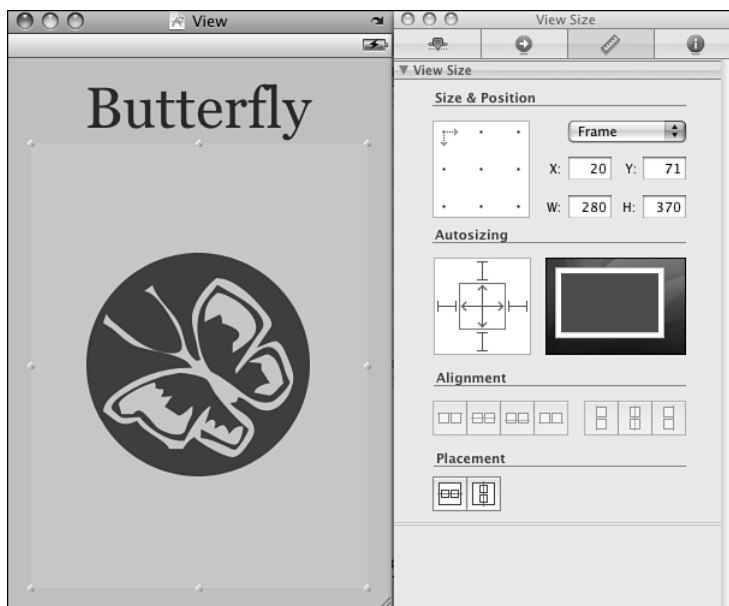 View
Butterfly
View Size
View Size
Size & Position
Frame
X: 20 Y: 71
W: 280 H: 370
Autosizing
Alignment
Placement